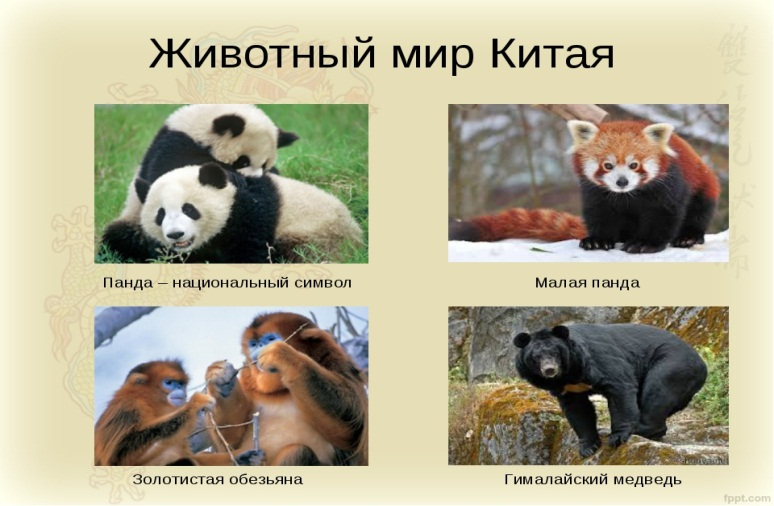 Животный мир Китая
Панда – национальный символ
Малая панда
Золотистая обезьяна
Гималайский медведь
fppt.com